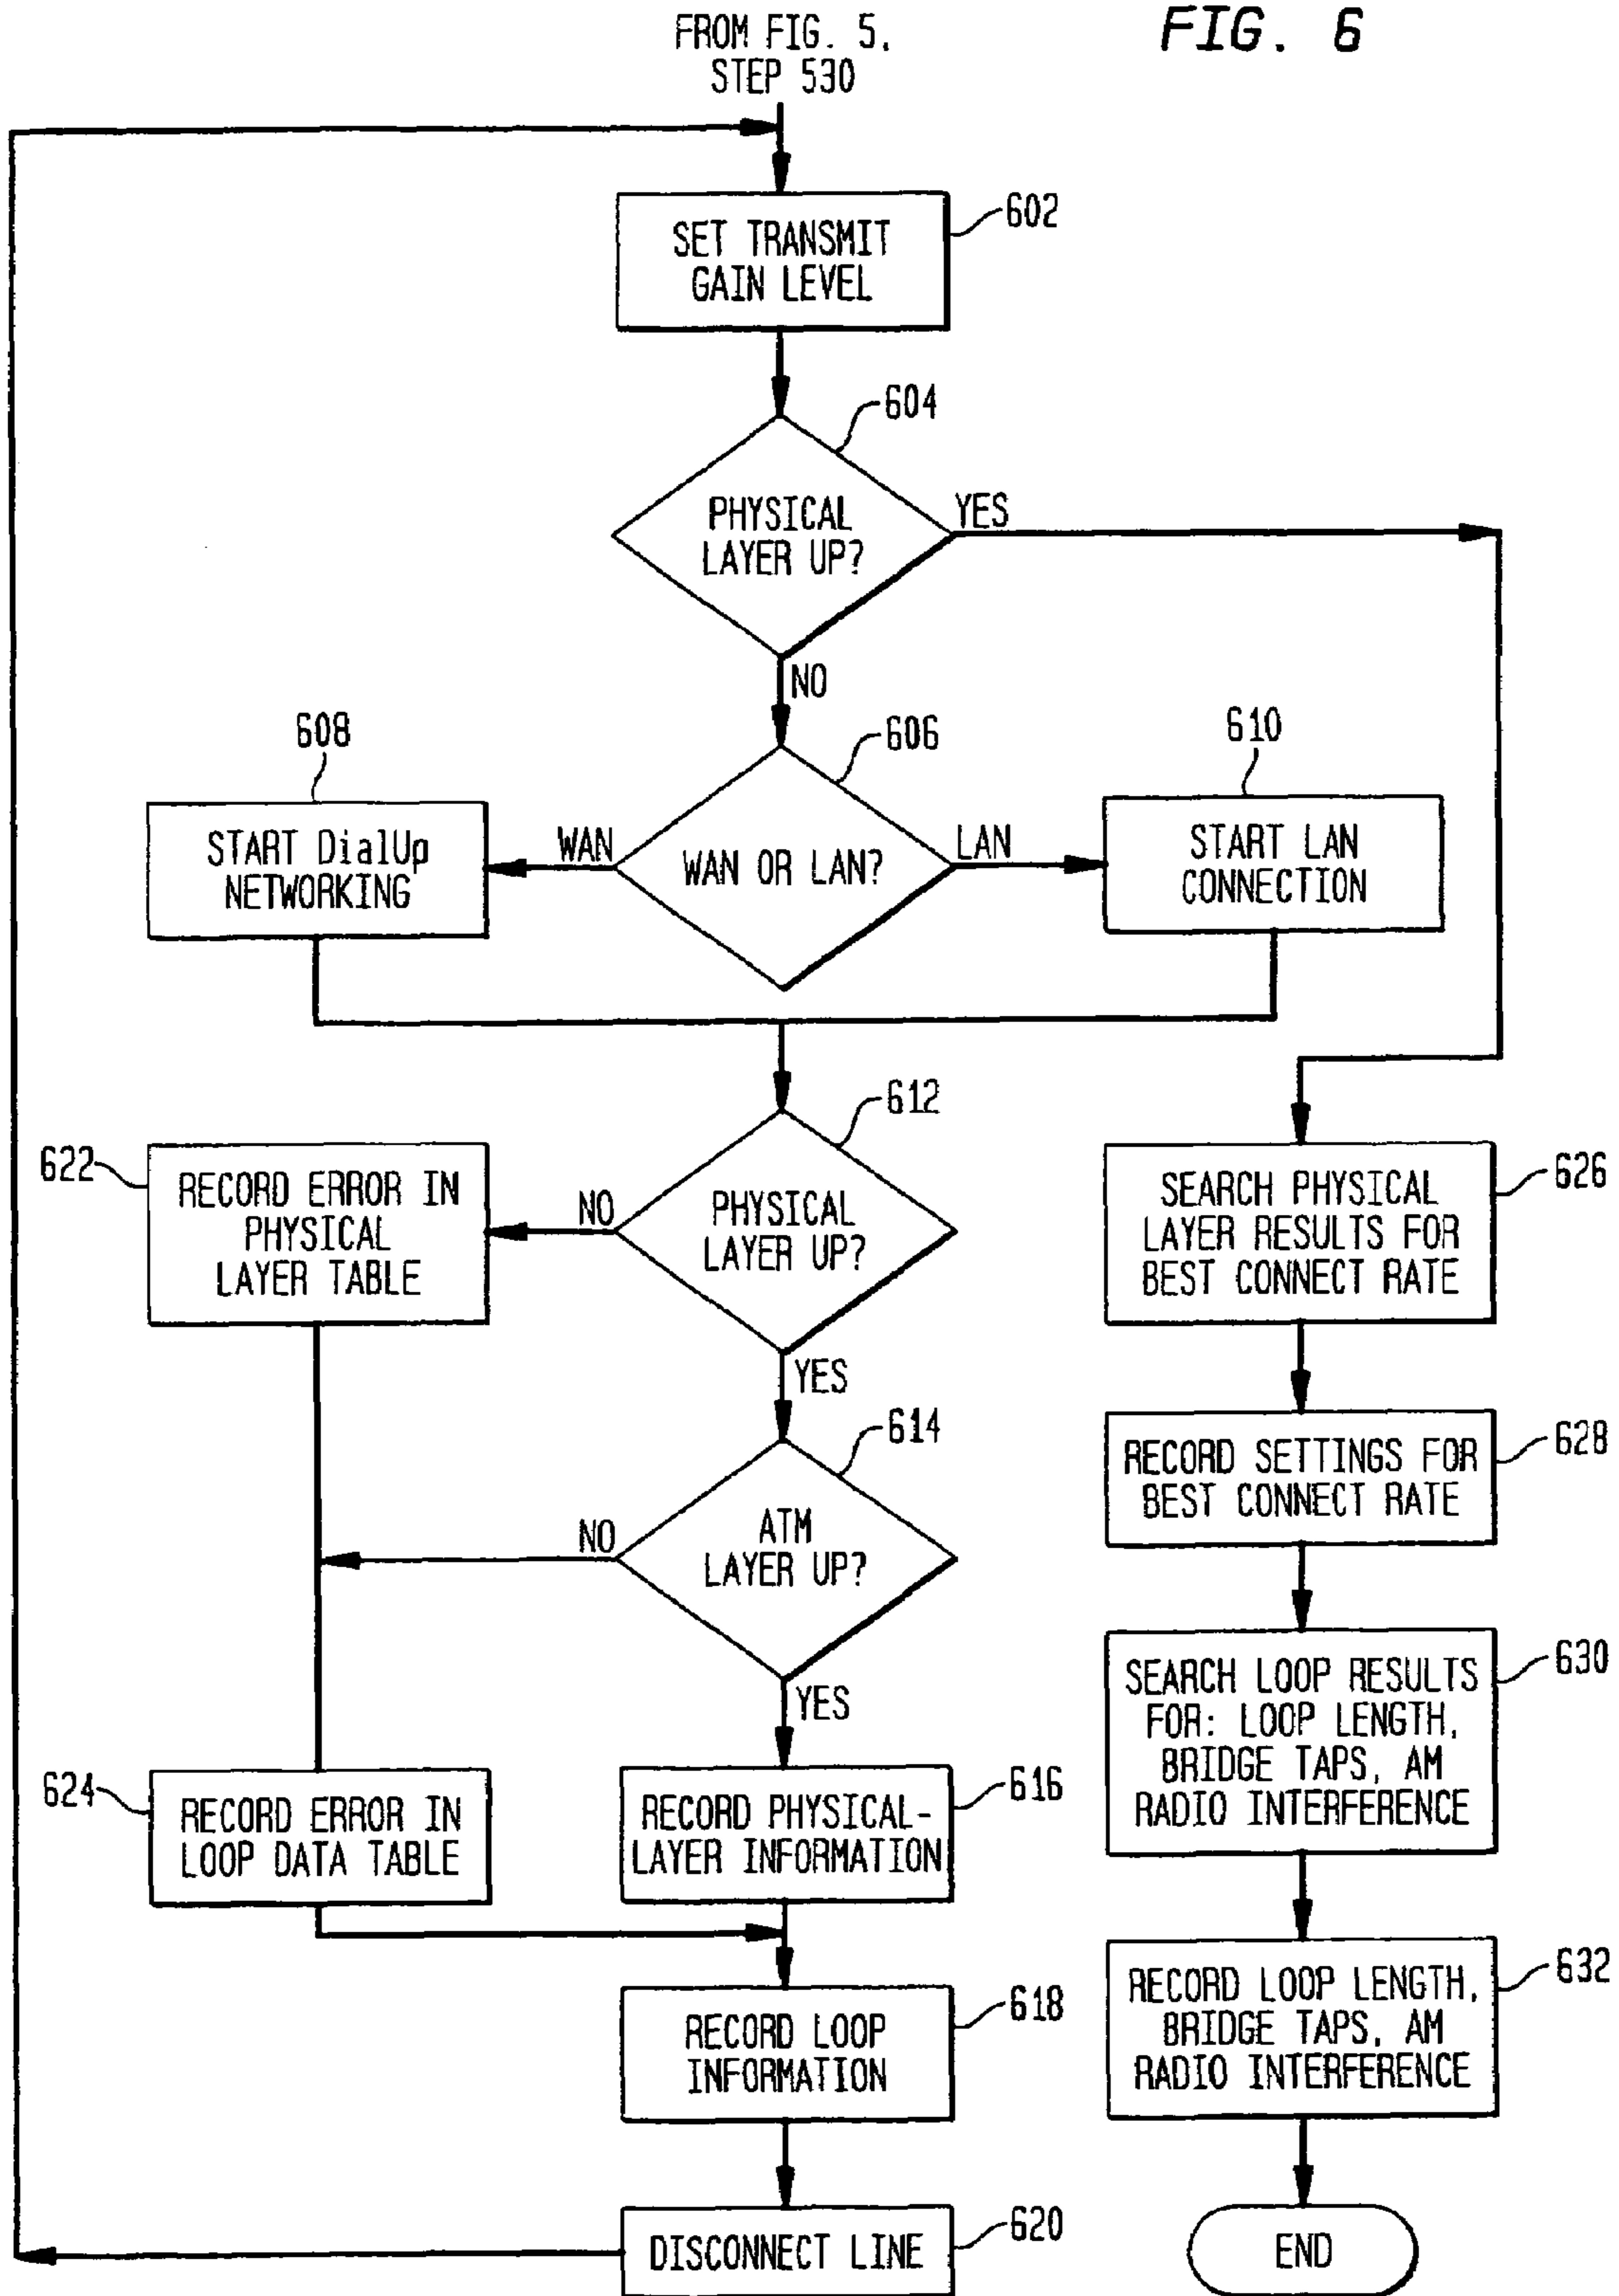 FROM FIG. 5,
STEP 530
FIG. 6
SET TRANSMIT
GAIN LEVEL
602
604
PHYSICAL
LAYER UP?
YES
NO
608
606
610
START DialUp
NETWORKING
WAN
WAN OR LAN?
LAN
START LAN
CONNECTION
612
622
RECORD ERROR IN
PHYSICAL
LAYER TABLE
NO
PHYSICAL
LAYER UP?
YES
SEARCH PHYSICAL
LAYER RESULTS FOR
BEST CONNECT RATE
626
614
NO
ATM
LAYER UP?
YES
RECORD SETTINGS FOR
BEST CONNECT RATE
628
SEARCH LOOP RESULTS
FOR: LOOP LENGTH,
BRIDGE TAPS, AM
RADIO INTERFERENCE
630
624
RECORD ERROR IN
LOOP DATA TABLE
RECORD PHYSICAL-
LAYER INFORMATION
616
RECORD LOOP
INFORMATION
618
RECORD LOOP LENGTH,
BRIDGE TAPS, AM
RADIO INTERFERENCE
632
DISCONNECT LINE
620
END